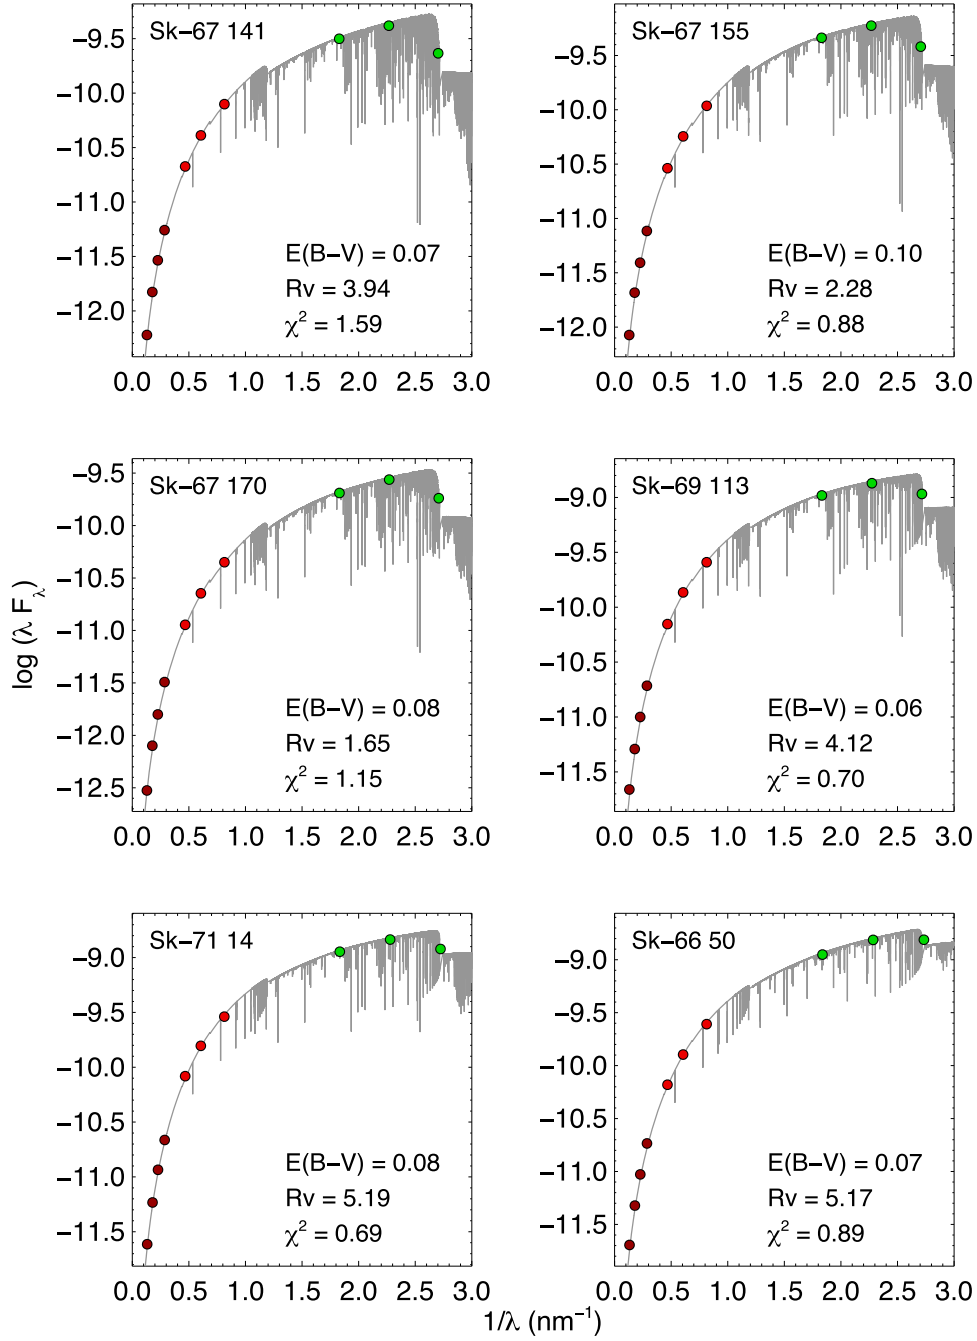 Sk−67 141
−9.5
−10.0
−10.5
−11.0
−11.5
−12.0
E(B−V) = 0.07
Rv = 3.94
χ² = 1.59
0.0 0.5 1.0 1.5 2.0 2.5 3.0
Sk−67 155
−9.5
−10.0
−10.5
−11.0
−11.5
−12.0
E(B−V) = 0.10
Rv = 2.28
χ² = 0.88
0.0 0.5 1.0 1.5 2.0 2.5 3.0
log (λ F_λ)
Sk−67 170
−9.5
−10.0
−10.5
−11.0
−11.5
−12.0
−12.5
E(B−V) = 0.08
Rv = 1.65
χ² = 1.15
0.0 0.5 1.0 1.5 2.0 2.5 3.0
Sk−69 113
−9.0
−9.5
−10.0
−10.5
−11.0
−11.5
E(B−V) = 0.06
Rv = 4.12
χ² = 0.70
0.0 0.5 1.0 1.5 2.0 2.5 3.0
Sk−71 14
−9.0
−9.5
−10.0
−10.5
−11.0
−11.5
E(B−V) = 0.08
Rv = 5.19
χ² = 0.69
0.0 0.5 1.0 1.5 2.0 2.5 3.0
Sk−66 50
−9.0
−9.5
−10.0
−10.5
−11.0
−11.5
E(B−V) = 0.07
Rv = 5.17
χ² = 0.89
0.0 0.5 1.0 1.5 2.0 2.5 3.0
1/λ (nm⁻¹)